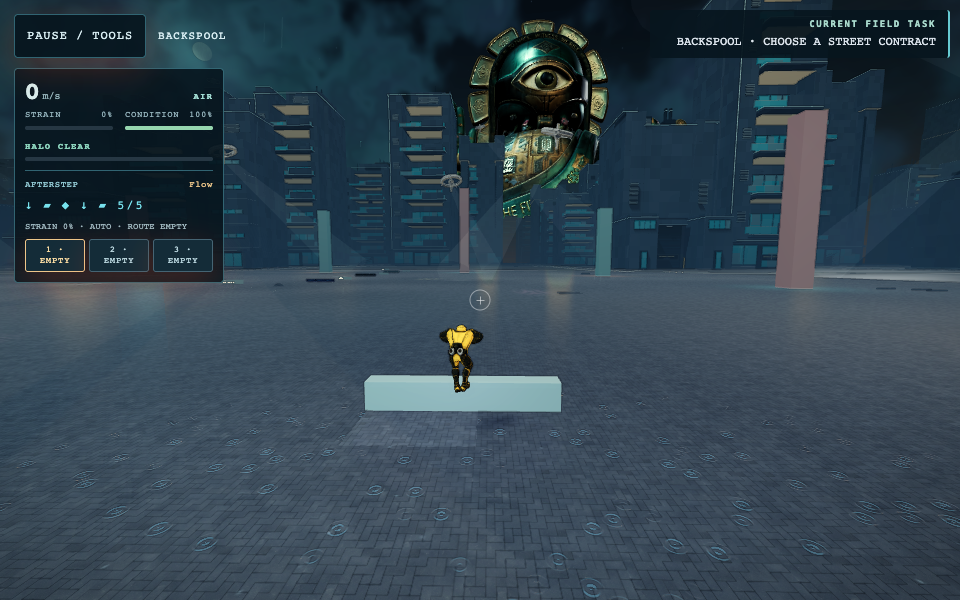 PAUSE / TOOLS
BACKSPOOL
CURRENT FIELD TASK
BACKSPOOL · CHOOSE A STREET CONTRACT
0 m/s
AIR
STRAIN 0%
CONDITION 100%
HALO CLEAR
AFTERSTEP
Flow
↓ ▰ ◆ ↓ ▰ 5/5
STRAIN 0% · AUTO · ROUTE EMPTY
1 ·
EMPTY
2 ·
EMPTY
3 ·
EMPTY